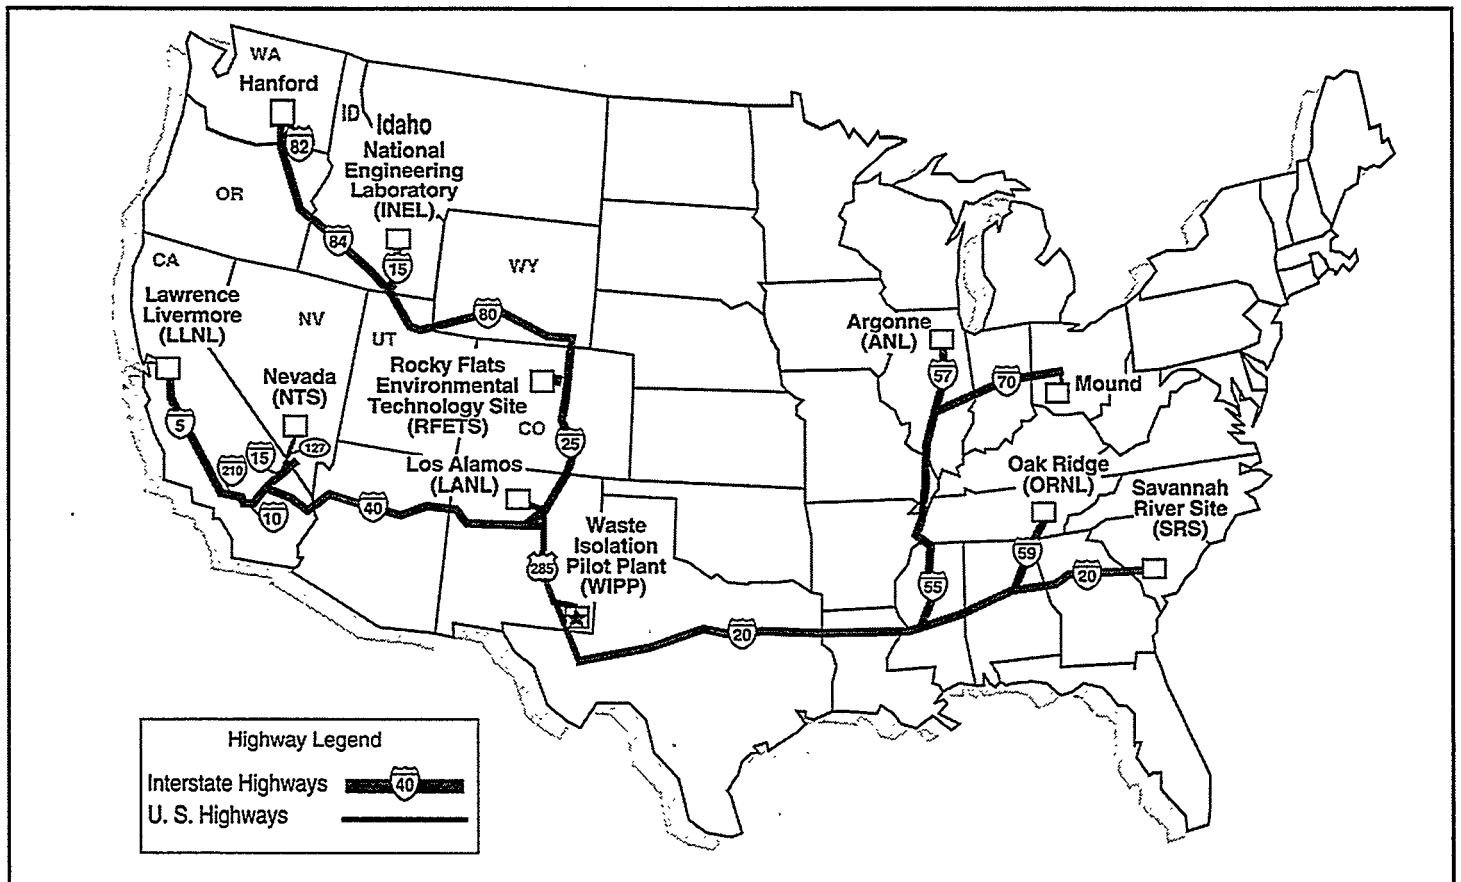 WA
Hanford
82
ID
Idaho
National
Engineering
Laboratory
(INEL)
OR
84
15
WY
80
CA
Lawrence
Livermore
(LLNL)
NV
UT
Nevada
(NTS)
Rocky Flats
Environmental
Technology Site
(RFETS)
CO
25
5
210
15
127
10
40
Los Alamos
(LANL)
285
Waste
Isolation
Pilot Plant
(WIPP)
Argonne
(ANL)
57
70
Mound
Oak Ridge
(ORNL)
Savannah
River Site
(SRS)
59
55
20
20
Highway Legend
Interstate Highways 40
U. S. Highways